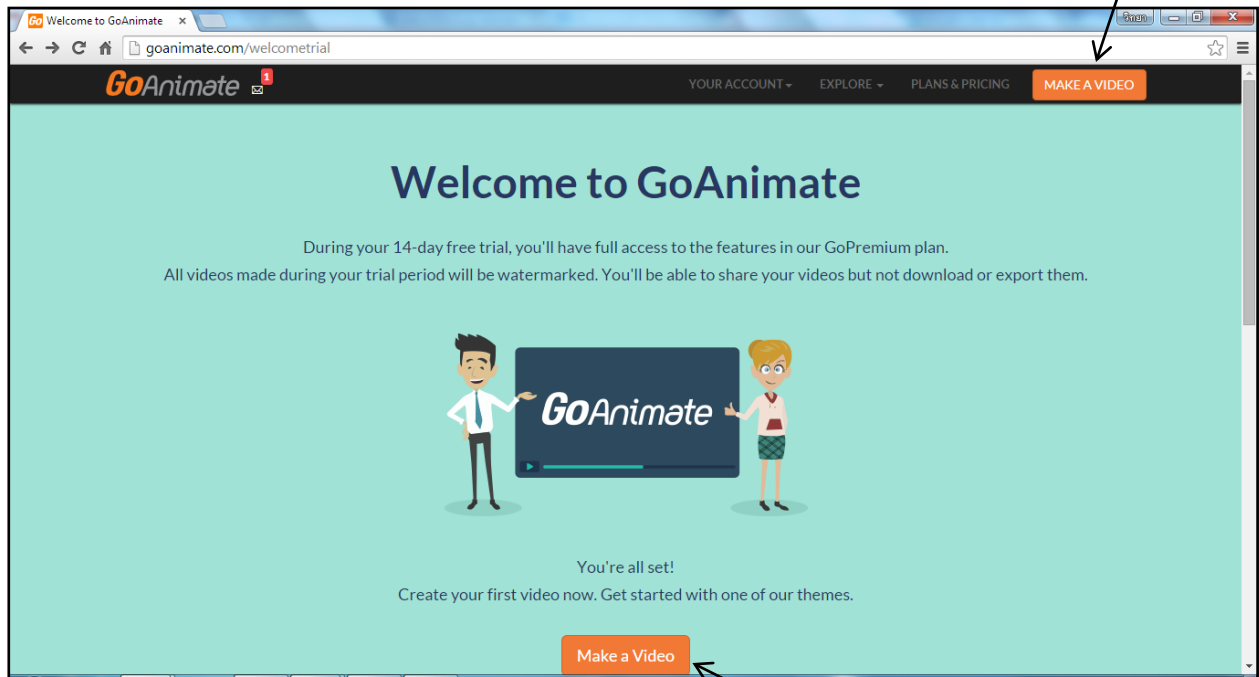 Welcome to GoAnimate
goanimate.com/welcometrial
GoAnimate 1
YOUR ACCOUNT EXPLORE PLANS & PRICING MAKE A VIDEO
Welcome to GoAnimate
During your 14-day free trial, you'll have full access to the features in our GoPremium plan.
All videos made during your trial period will be watermarked. You'll be able to share your videos but not download or export them.
GoAnimate
You're all set!
Create your first video now. Get started with one of our themes.
Make a Video